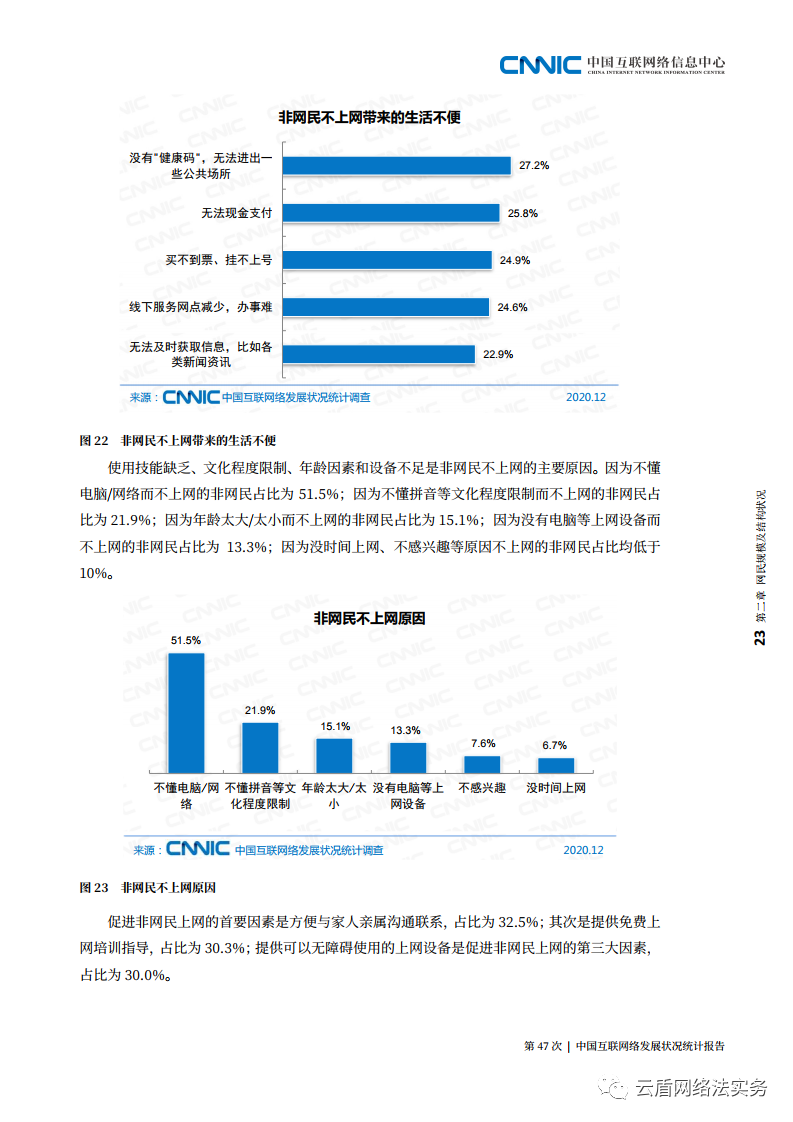 CNNIC 中国互联网络信息中心
CHINA INTERNET NETWORK INFORMATION CENTER
非网民不上网带来的生活不便
没有"健康码"，无法进出一
些公共场所
27.2%
无法现金支付
25.8%
买不到票、挂不上号
24.9%
线下服务网点减少，办事难
24.6%
无法及时获取信息，比如各
类新闻资讯
22.9%
来源：CNNIC 中国互联网络发展状况统计调查 2020.12
图 22 非网民不上网带来的生活不便
使用技能缺乏、文化程度限制、年龄因素和设备不足是非网民不上网的主要原因。因为不懂
电脑/网络而不上网的非网民占比为 51.5%；因为不懂拼音等文化程度限制而不上网的非网民占
比为 21.9%；因为年龄太大/太小而不上网的非网民占比为 15.1%；因为没有电脑等上网设备而
不上网的非网民占比为 13.3%；因为没时间上网、不感兴趣等原因不上网的非网民占比均低于
10%。
非网民不上网原因
51.5%
21.9%
15.1%
13.3%
7.6%
6.7%
不懂电脑/网
络
不懂拼音等文
化程度限制
年龄太大/太
小
没有电脑等上
网设备
不感兴趣
没时间上网
来源：CNNIC 中国互联网络发展状况统计调查 2020.12
图 23 非网民不上网原因
促进非网民上网的首要因素是方便与家人亲属沟通联系，占比为 32.5%；其次是提供免费上
网培训指导，占比为 30.3%；提供可以无障碍使用的上网设备是促进非网民上网的第三大因素，
占比为 30.0%。
23 第二章 网民规模及结构状况
第 47 次 | 中国互联网络发展状况统计报告
云盾网络法实务